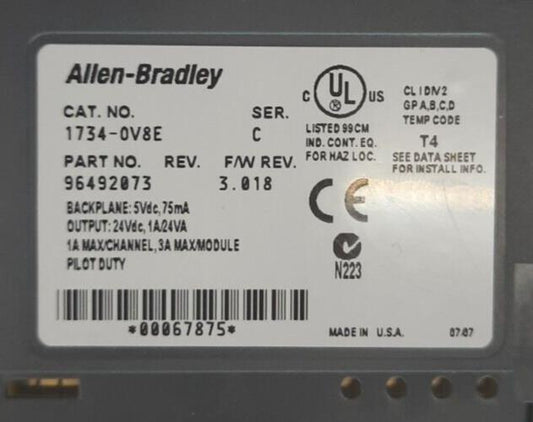 Allen-Bradley
CAT. NO. SER.
1734-OV8E C
PART NO. REV. F/W REV.
96492073 3.018
BACKPLANE: 5Vdc, 75mA
OUTPUT: 24Vdc, 1A/24VA
1A MAX/CHANNEL, 3A MAX/MODULE
PILOT DUTY
*00067875*
C UL US
R
LISTED 99CM
IND. CONT. EQ.
FOR HAZ LOC.
CL I DIV2
GP A,B,C,D
TEMP CODE
T4
SEE DATA SHEET
FOR INSTALL INFO.
CE
N223
MADE IN U.S.A. 07/07